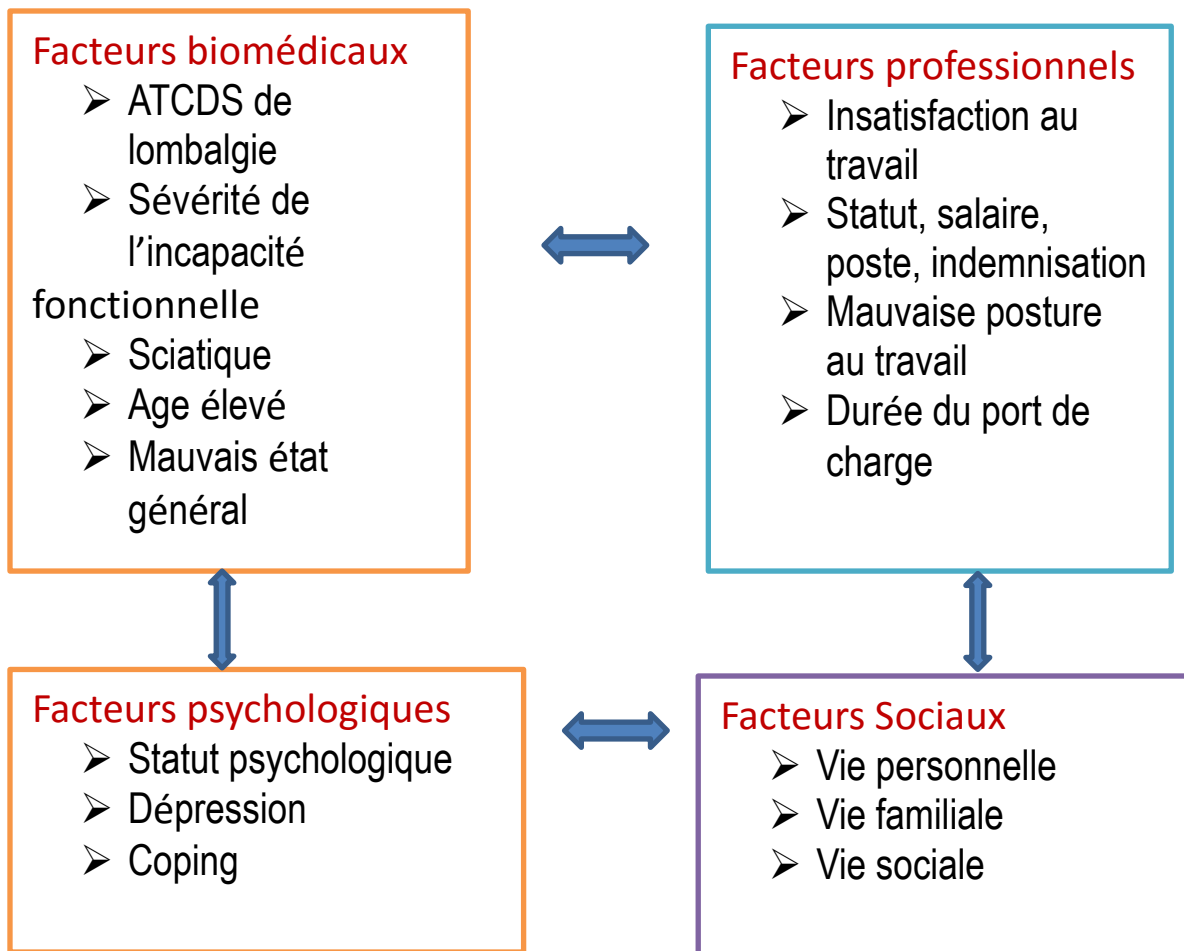 Facteurs biomédicaux
➢ ATCDS de
lombalgie
➢ Sévérité de
l’incapacité
fonctionnelle
➢ Sciatique
➢ Age élevé
➢ Mauvais état
général
Facteurs professionnels
➢ Insatisfaction au
travail
➢ Statut, salaire,
poste, indemnisation
➢ Mauvaise posture
au travail
➢ Durée du port de
charge
Facteurs psychologiques
➢ Statut psychologique
➢ Dépression
➢ Coping
Facteurs Sociaux
➢ Vie personnelle
➢ Vie familiale
➢ Vie sociale